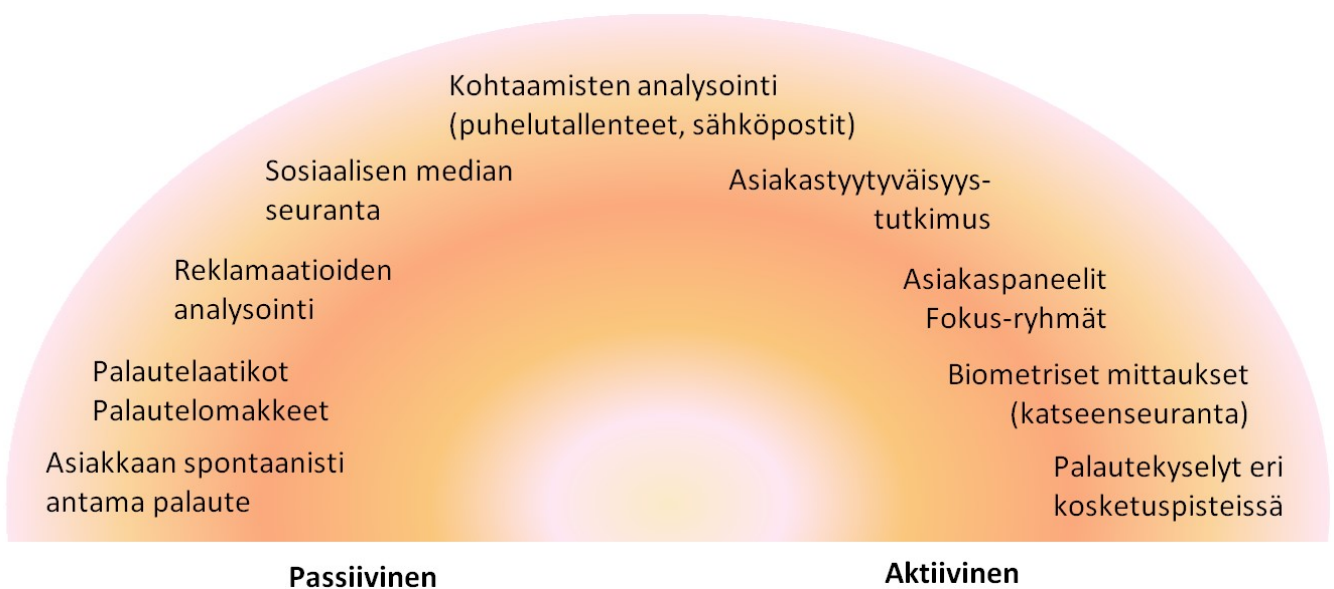 Kohtaamisten analysointi
(puhelutallenteet, sähköpostit)
Sosiaalisen median
seuranta
Asiakastyytyväisyys-
tutkimus
Reklamaatioiden
analysointi
Asiakaspaneelit
Fokus-ryhmät
Palautelaatikot
Palautelomakkeet
Biometriset mittaukset
(katseenseuranta)
Asiakkaan spontaanisti
antama palaute
Palautekyselyt eri
kosketuspisteissä
Passiivinen
Aktiivinen